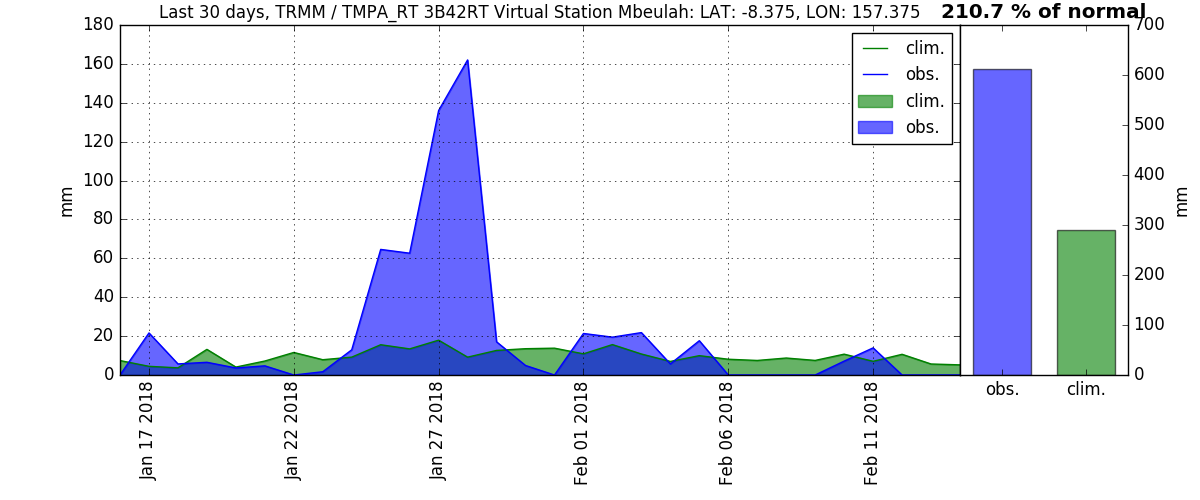 Last 30 days, TRMM / TMPA_RT 3B42RT Virtual Station Mbeulah: LAT: -8.375, LON: 157.375
210.7 % of normal
180
160
140
120
100
80
60
40
20
0
mm
clim.
obs.
clim.
obs.
Jan 17 2018
Jan 22 2018
Jan 27 2018
Feb 01 2018
Feb 06 2018
Feb 11 2018
700
600
500
400
300
200
100
0
mm
obs.
clim.